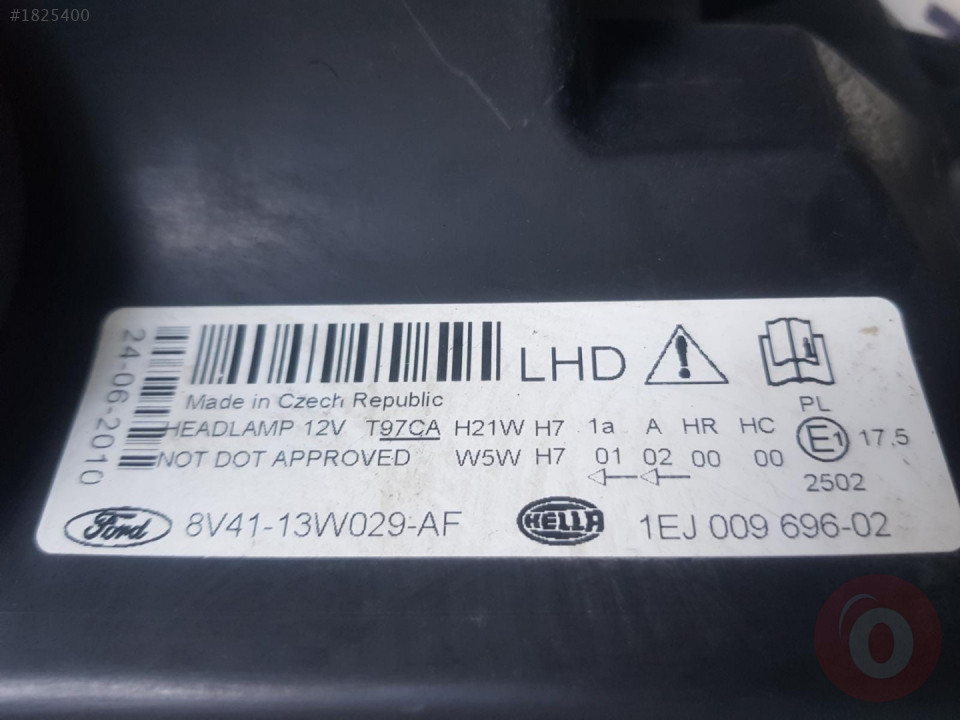 #1825400
24-06-2010
LHD
Made in Czech Republic
HEADLAMP 12V T97CA H21W H7 1a A HR HC PL
NOT DOT APPROVED W5W H7 01 02 00 00 E1 17,5
2502
Ford 8V41-13W029-AF HELLA 1EJ 009 696-02
O